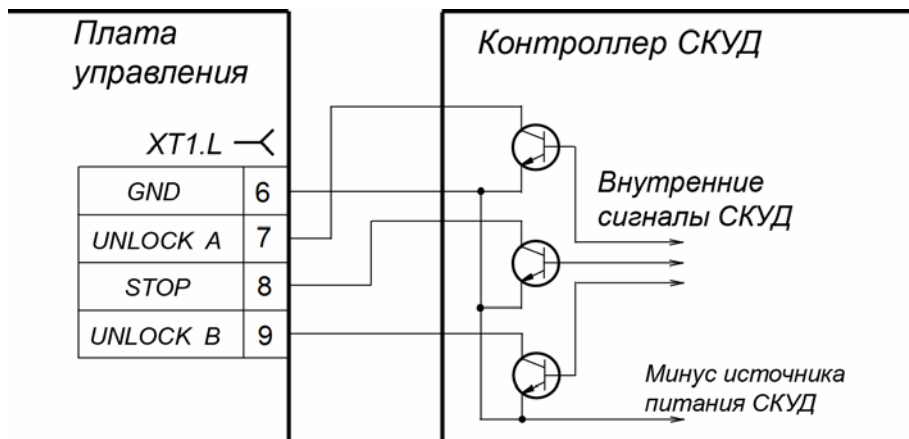 Плата
управления
Контроллер СКУД
XT1.L
GND 6
UNLOCK A 7
STOP 8
UNLOCK B 9
Внутренние
сигналы СКУД
Минус источника
питания СКУД